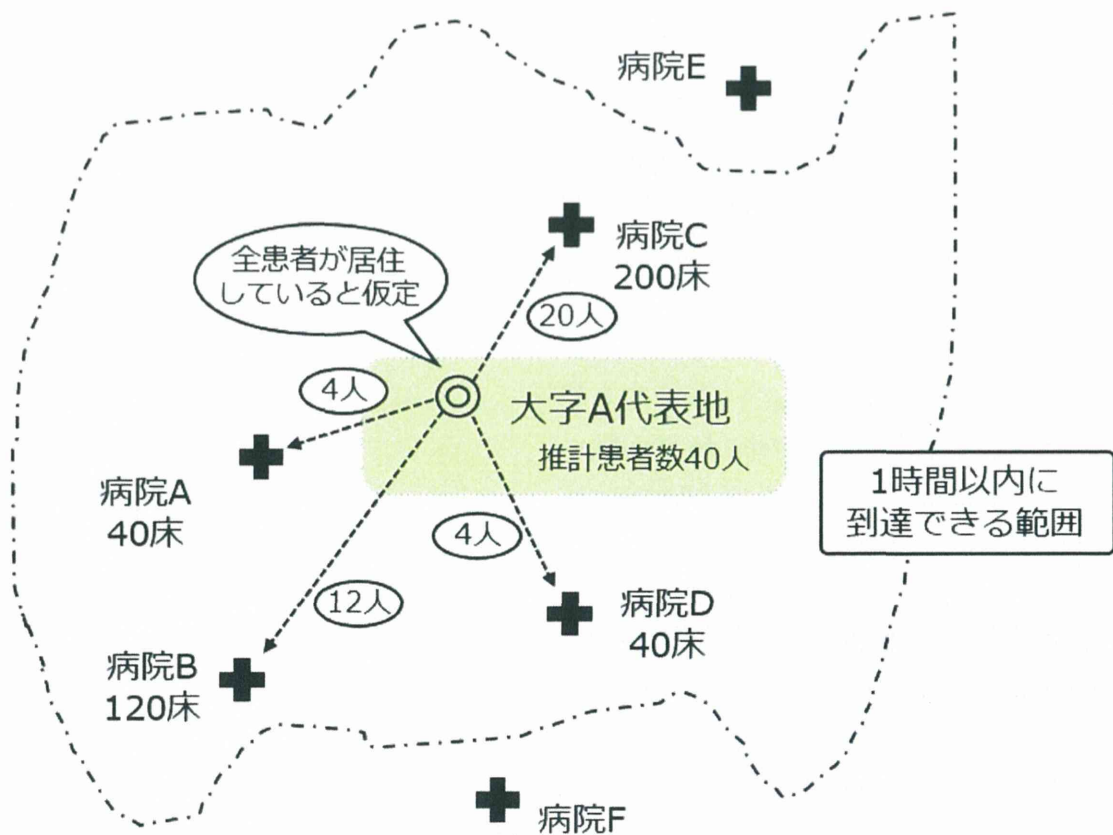 病院E
病院C
200床
全患者が居住
していると仮定
20人
4人
大字A代表地
推計患者数40人
病院A
40床
1時間以内に
到達できる範囲
4人
12人
病院D
40床
病院B
120床
病院F